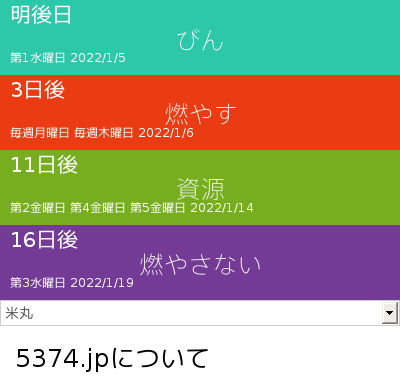 明後日
びん
第1水曜日 2022/1/5
3日後
燃やす
毎週月曜日 毎週木曜日 2022/1/6
11日後
資源
第2金曜日 第4金曜日 第5金曜日 2022/1/14
16日後
燃やさない
第3水曜日 2022/1/19
米丸
5374.jpについて